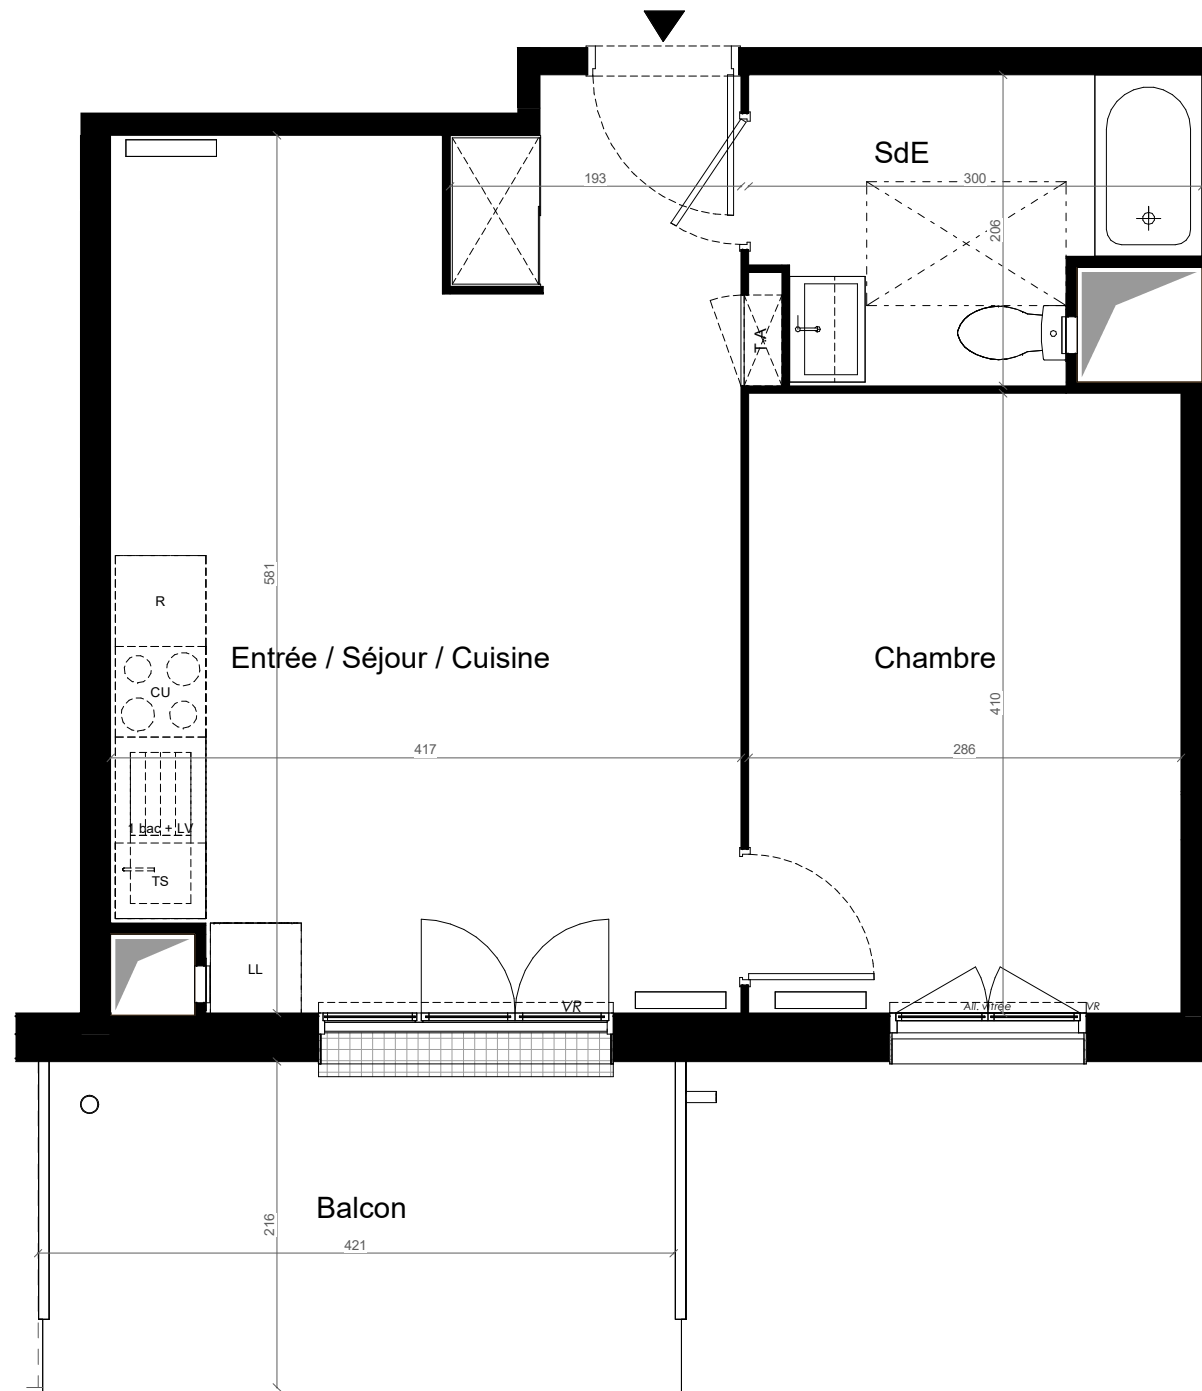 SdE
193
300
206
T A
581
R
Entrée / Séjour / Cuisine
Chambre
CU
410
417
286
1 bac + LV
TS
LL
VR
All. vitrée
VR
Balcon
216
421